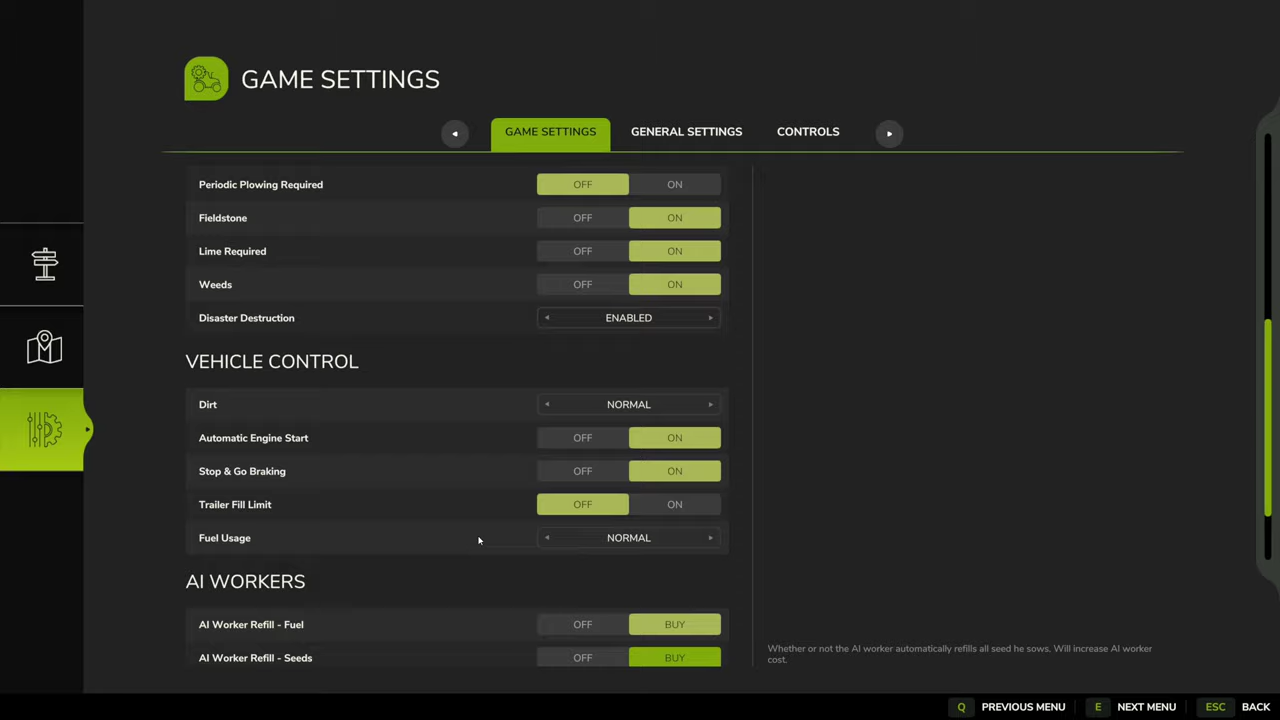 GAME SETTINGS
GAME SETTINGS GENERAL SETTINGS CONTROLS
Periodic Plowing Required OFF ON
Fieldstone OFF ON
Lime Required OFF ON
Weeds OFF ON
Disaster Destruction ENABLED
VEHICLE CONTROL
Dirt NORMAL
Automatic Engine Start OFF ON
Stop & Go Braking OFF ON
Trailer Fill Limit OFF ON
Fuel Usage NORMAL
AI WORKERS
AI Worker Refill - Fuel OFF BUY
AI Worker Refill - Seeds OFF BUY
Whether or not the AI worker automatically refills all seed he sows. Will increase AI worker
cost.
Q PREVIOUS MENU E NEXT MENU ESC BACK